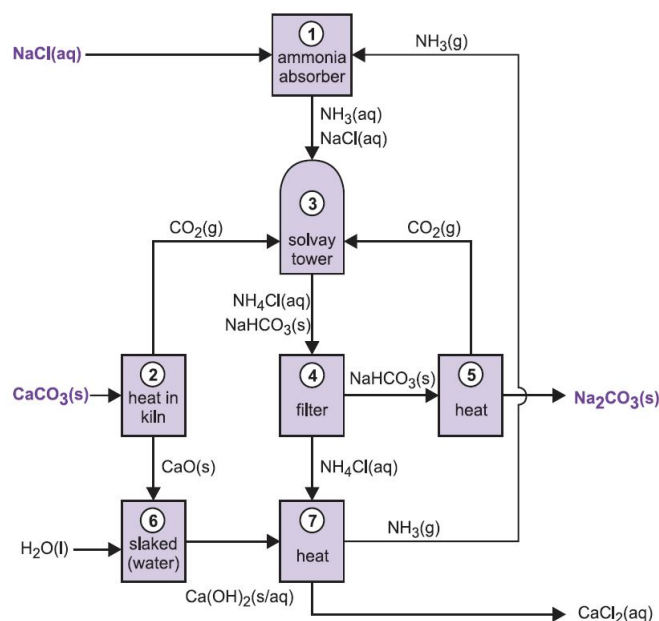 ①
NaCl(aq)
ammonia
absorber
NH₃(g)
NH₃(aq)
NaCl(aq)
③
solvay
tower
CO₂(g)
CO₂(g)
NH₄Cl(aq)
NaHCO₃(s)
②
CaCO₃(s)
heat in
kiln
④
filter
NaHCO₃(s)
⑤
heat
Na₂CO₃(s)
CaO(s)
NH₄Cl(aq)
⑥
H₂O(l)
slaked
(water)
⑦
heat
NH₃(g)
Ca(OH)₂(s/aq)
CaCl₂(aq)